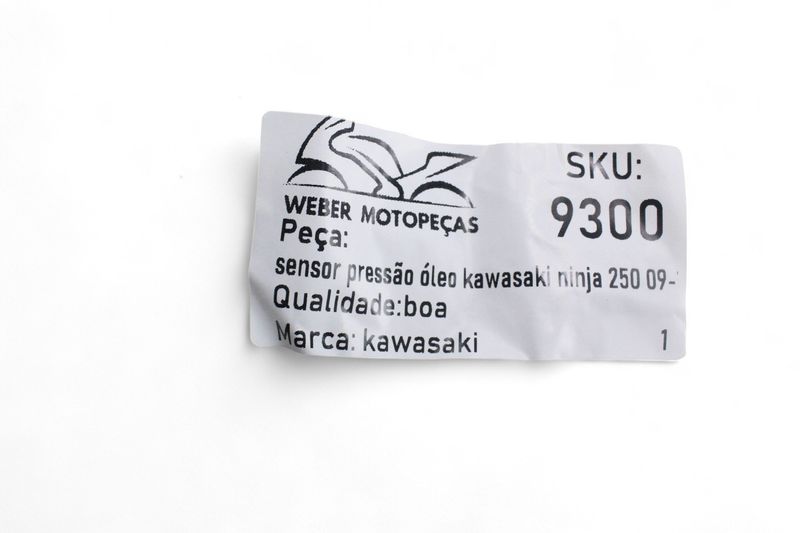 WEBER MOTOPEÇAS
SKU:
9300
Peça:
sensor pressão óleo kawasaki ninja 250 09-
Qualidade:boa
Marca: kawasaki
1